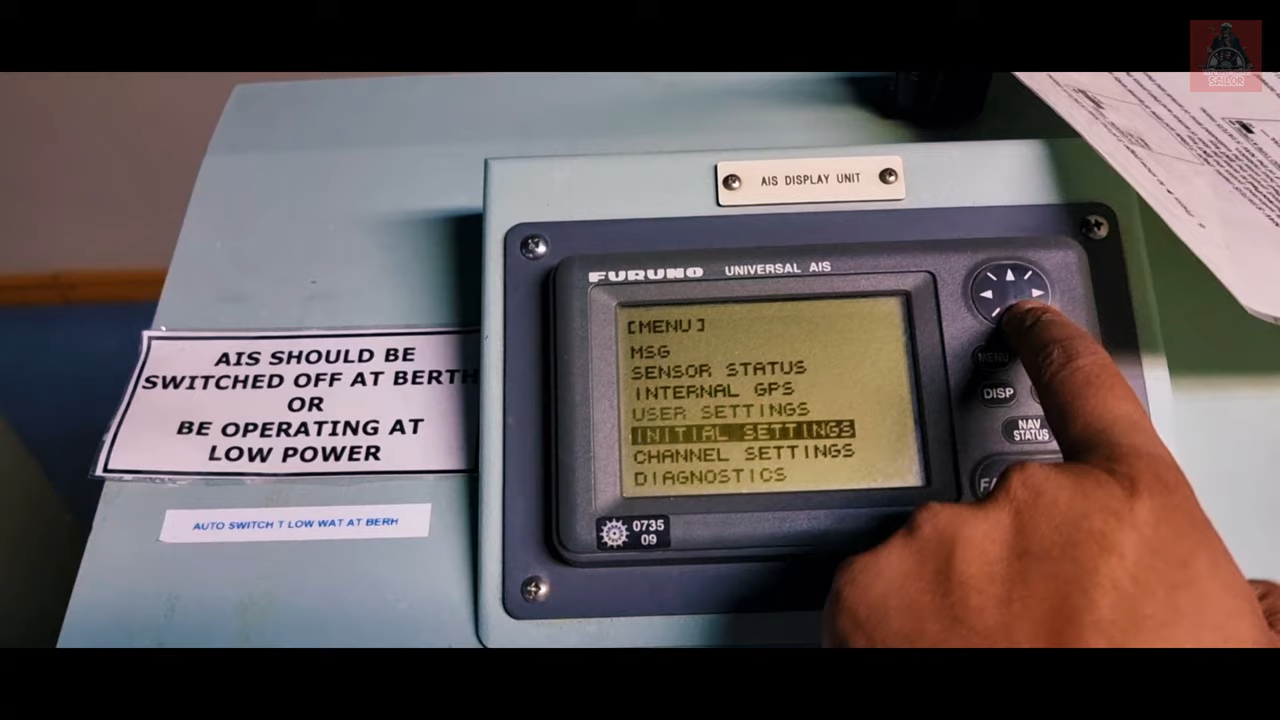 SAILOR
AIS DISPLAY UNIT
FURUNO UNIVERSAL AIS
[MENU]
MSG
SENSOR STATUS
INTERNAL GPS
USER SETTINGS
INITIAL SETTINGS
CHANNEL SETTINGS
DIAGNOSTICS
MENU
DISP
NAV
STATUS
0735
09
AIS SHOULD BE
SWITCHED OFF AT BERTH
OR
BE OPERATING AT
LOW POWER
AUTO SWITCH T LOW WAT AT BERH